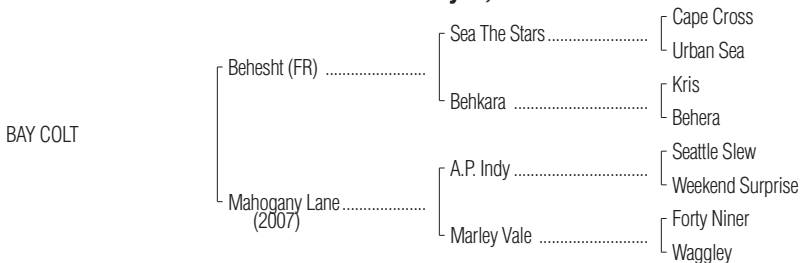 Cape Cross
Sea The Stars
Urban Sea
Behesht (FR)
Kris
Behkara
Behera
BAY COLT
Seattle Slew
A.P. Indy
Weekend Surprise
Mahogany Lane
(2007)
Forty Niner
Marley Vale
Waggley